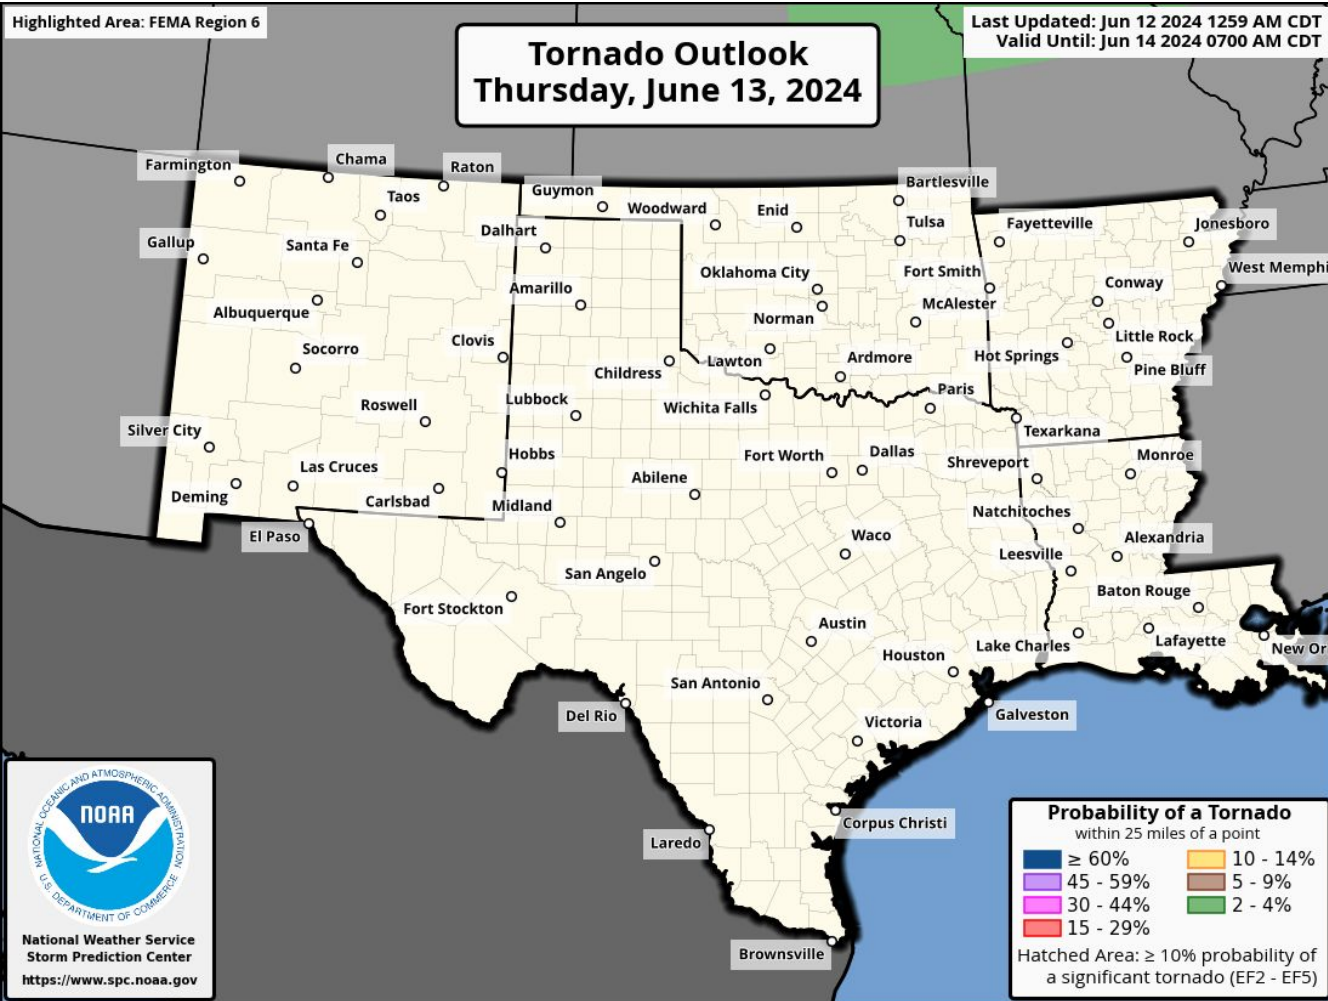 Highlighted Area: FEMA Region 6
Last Updated: Jun 12 2024 1259 AM CDT
Valid Until: Jun 14 2024 0700 AM CDT
Tornado Outlook
Thursday, June 13, 2024
Farmington
Chama
Raton
Taos
Guymon
Woodward
Enid
Bartlesville
Tulsa
Fayetteville
Jonesboro
Gallup
Santa Fe
Dalhart
Oklahoma City
Fort Smith
West Memphi
Albuquerque
Amarillo
Norman
McAlester
Conway
Socorro
Clovis
Childress
Lawton
Ardmore
Hot Springs
Little Rock
Pine Bluff
Roswell
Lubbock
Wichita Falls
Paris
Texarkana
Silver City
Las Cruces
Hobbs
Abilene
Fort Worth
Dallas
Shreveport
Monroe
Deming
Carlsbad
Midland
Natchitoches
El Paso
San Angelo
Waco
Leesville
Alexandria
Fort Stockton
Austin
Baton Rouge
Houston
Lake Charles
Lafayette
New Or
San Antonio
Del Rio
Victoria
Galveston
Laredo
Corpus Christi
Brownsville
NATIONAL OCEANIC AND ATMOSPHERIC ADMINISTRATION
NOAA
U.S. DEPARTMENT OF COMMERCE
National Weather Service
Storm Prediction Center
https://www.spc.noaa.gov
Probability of a Tornado
within 25 miles of a point
≥ 60%
10 - 14%
45 - 59%
5 - 9%
30 - 44%
2 - 4%
15 - 29%
Hatched Area: ≥ 10% probability of
a significant tornado (EF2 - EF5)